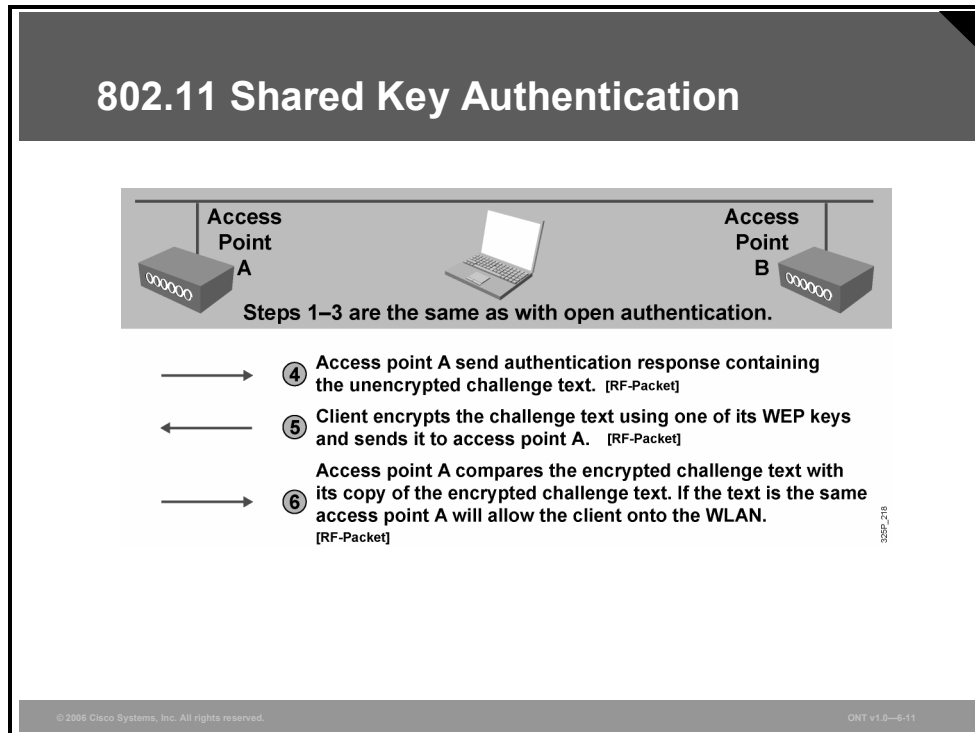 802.11 Shared Key Authentication
Access
Point
A
Access
Point
B
Steps 1–3 are the same as with open authentication.
4
Access point A send authentication response containing
the unencrypted challenge text. [RF-Packet]
5
Client encrypts the challenge text using one of its WEP keys
and sends it to access point A. [RF-Packet]
6
Access point A compares the encrypted challenge text with
its copy of the encrypted challenge text. If the text is the same
access point A will allow the client onto the WLAN.
[RF-Packet]
325P_218
© 2006 Cisco Systems, Inc. All rights reserved.
ONT v1.0—6-11